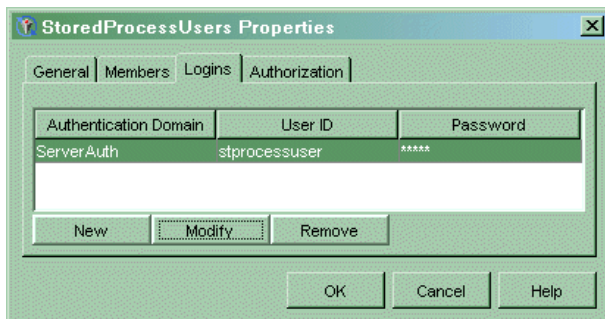 StoredProcessUsers Properties
General Members Logins Authorization
Authentication Domain User ID Password
ServerAuth stprocessuser *****
New Modify Remove
OK Cancel Help